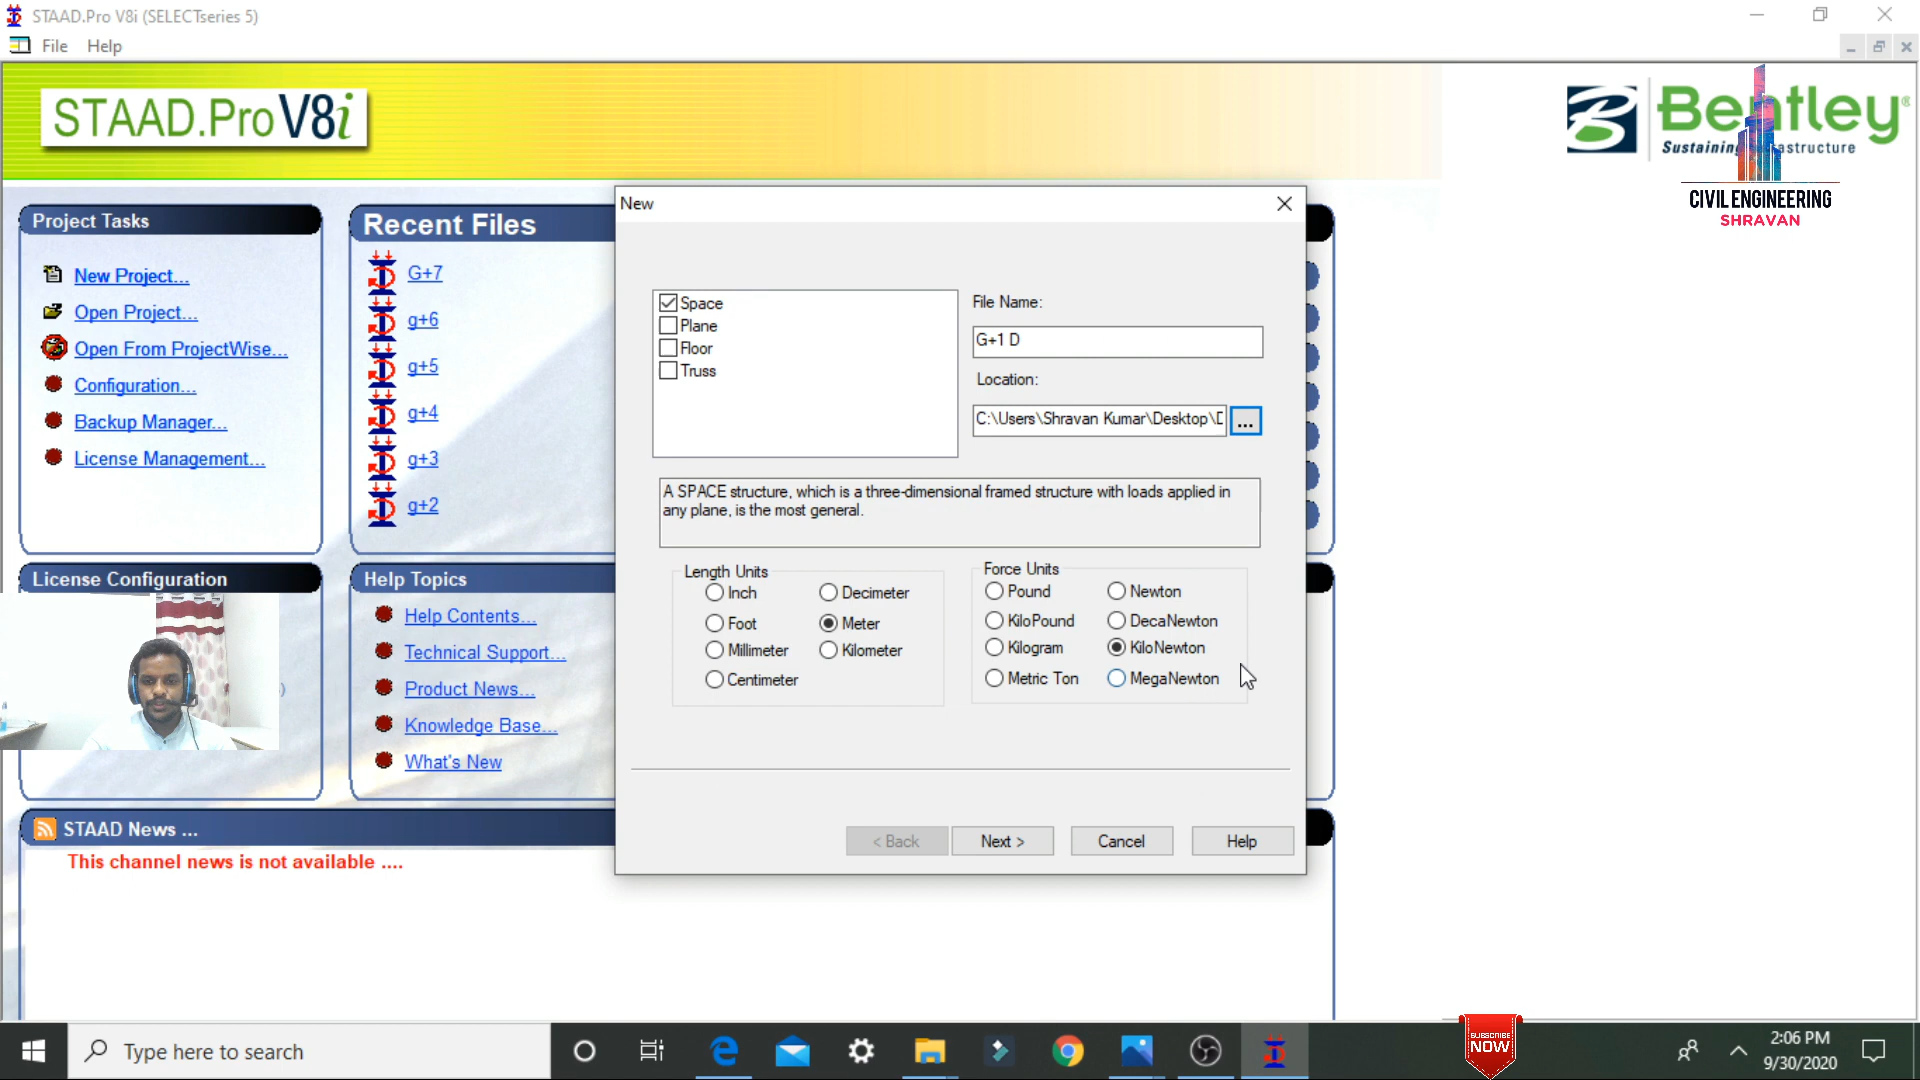 STAAD.Pro V8i (SELECTseries 5)
File Help
STAAD.Pro V8i
Bentley
CIVIL ENGINEERING
SHRAVAN
Project Tasks
New Project...
Open Project...
Open From ProjectWise...
Configuration...
Backup Manager...
License Management...
Recent Files
G+7
g+6
g+5
g+4
g+3
g+2
License Configuration
Help Topics
Help Contents...
Technical Support...
Product News...
Knowledge Base...
What's New
STAAD News ...
This channel news is not available ....
New
Space
Plane
Floor
Truss
File Name:
G+1 D
Location:
C:\Users\Shravan Kumar\Desktop\
...
A SPACE structure, which is a three-dimensional framed structure with loads applied in
any plane, is the most general.
Length Units
Inch
Decimeter
Foot
Meter
Millimeter
Kilometer
Centimeter
Force Units
Pound
Newton
KiloPound
DecaNewton
Kilogram
KiloNewton
Metric Ton
MegaNewton
< Back
Next >
Cancel
Help
Type here to search
SUBSCRIBE
NOW
2:06 PM
9/30/2020